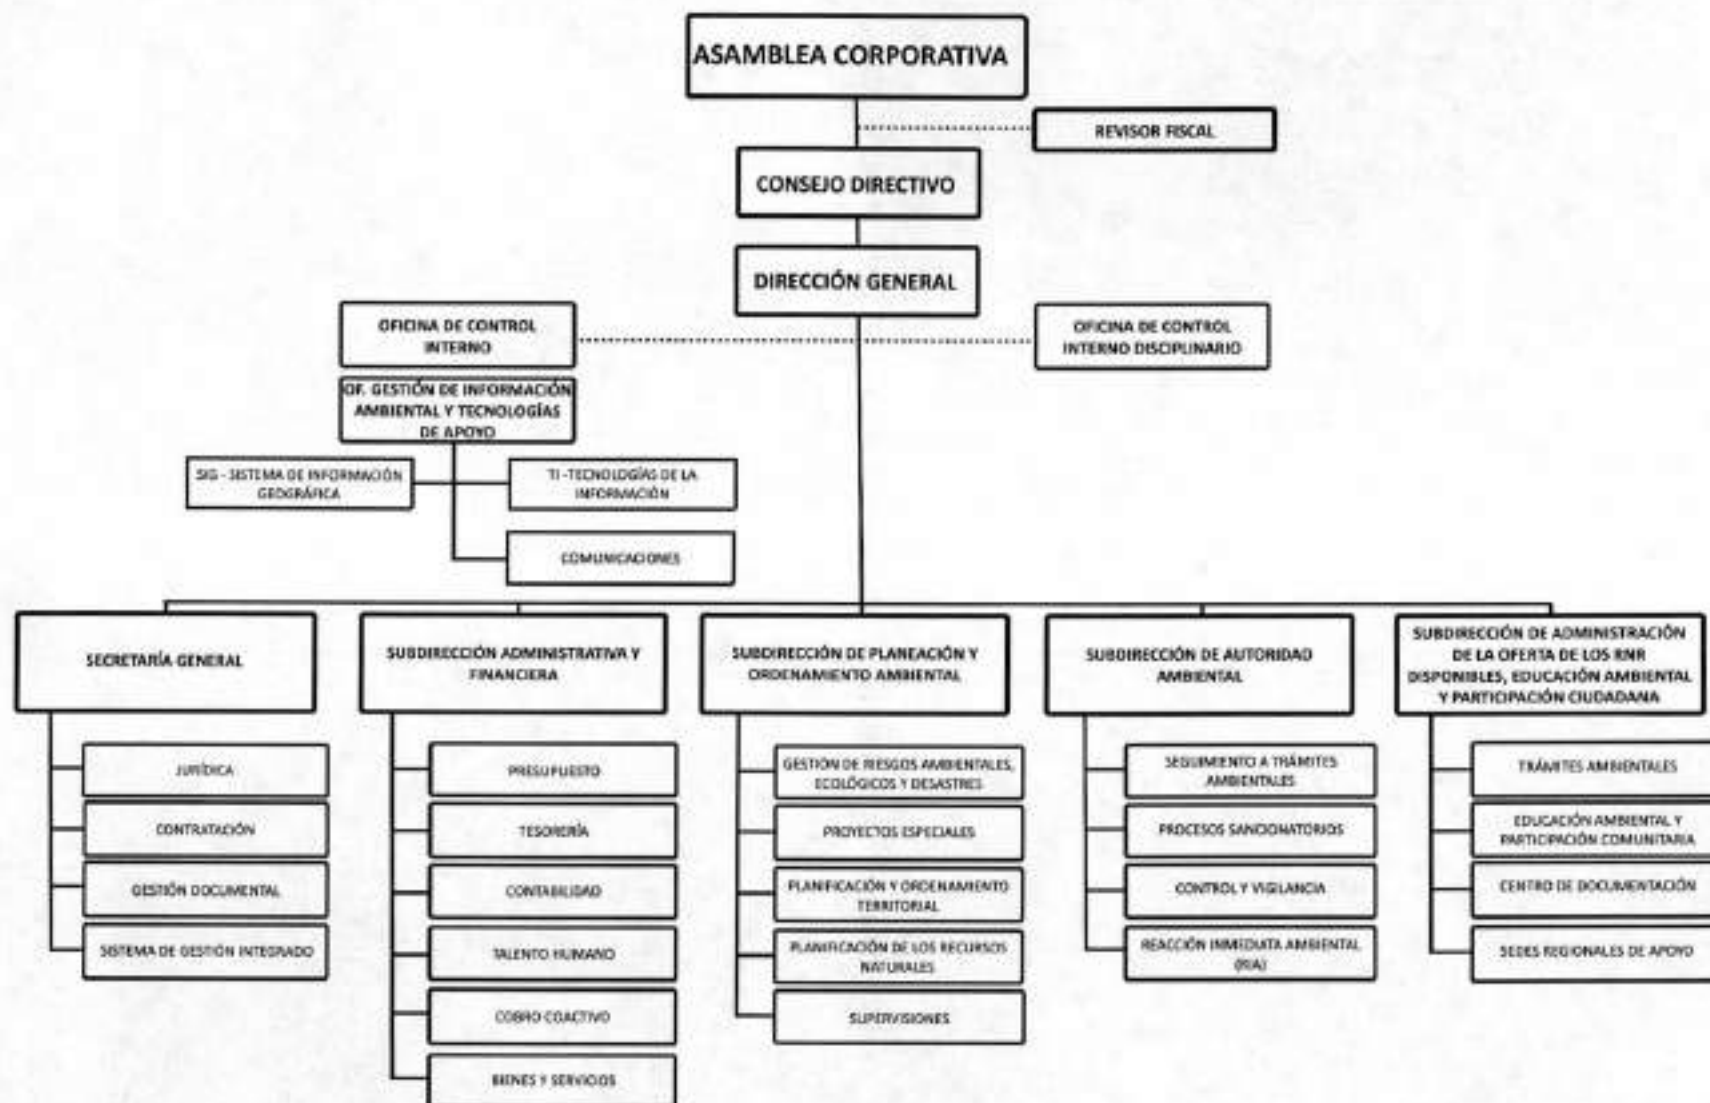 ASAMBLEA CORPORATIVA
REVISOR FISCAL
CONSEJO DIRECTIVO
DIRECCIÓN GENERAL
OFICINA DE CONTROL
INTERNO
OFICINA DE CONTROL
INTERNO DISCIPLINARIO
OF. GESTIÓN DE INFORMACIÓN
AMBIENTAL Y TECNOLOGÍAS
DE APOYO
SIG - SISTEMA DE INFORMACIÓN
GEOGRÁFICA
TI -TECNOLOGÍAS DE LA
INFORMACIÓN
COMUNICACIONES
SECRETARÍA GENERAL
JURÍDICA
CONTRATACIÓN
GESTIÓN DOCUMENTAL
SISTEMA DE GESTIÓN INTEGRADO
SUBDIRECCIÓN ADMINISTRATIVA Y
FINANCIERA
PRESUPUESTO
TESORERÍA
CONTABILIDAD
TALENTO HUMANO
COBRO COACTIVO
BIENES Y SERVICIOS
SUBDIRECCIÓN DE PLANEACIÓN Y
ORDENAMIENTO AMBIENTAL
GESTIÓN DE RIESGOS AMBIENTALES,
ECOLÓGICOS Y DESASTRES
PROYECTOS ESPECIALES
PLANIFICACIÓN Y ORDENAMIENTO
TERRITORIAL
PLANIFICACIÓN DE LOS RECURSOS
NATURALES
SUPERVISIONES
SUBDIRECCIÓN DE AUTORIDAD
AMBIENTAL
SEGUIMIENTO A TRÁMITES
AMBIENTALES
PROCESOS SANCIONATORIOS
CONTROL Y VIGILANCIA
REACCIÓN INMEDIATA AMBIENTAL
(RIA)
SUBDIRECCIÓN DE ADMINISTRACIÓN
DE LA OFERTA DE LOS RNR
DISPONIBLES, EDUCACIÓN AMBIENTAL
Y PARTICIPACIÓN CIUDADANA
TRÁMITES AMBIENTALES
EDUCACIÓN AMBIENTAL Y
PARTICIPACIÓN COMUNITARIA
CENTRO DE DOCUMENTACIÓN
SEDES REGIONALES DE APOYO